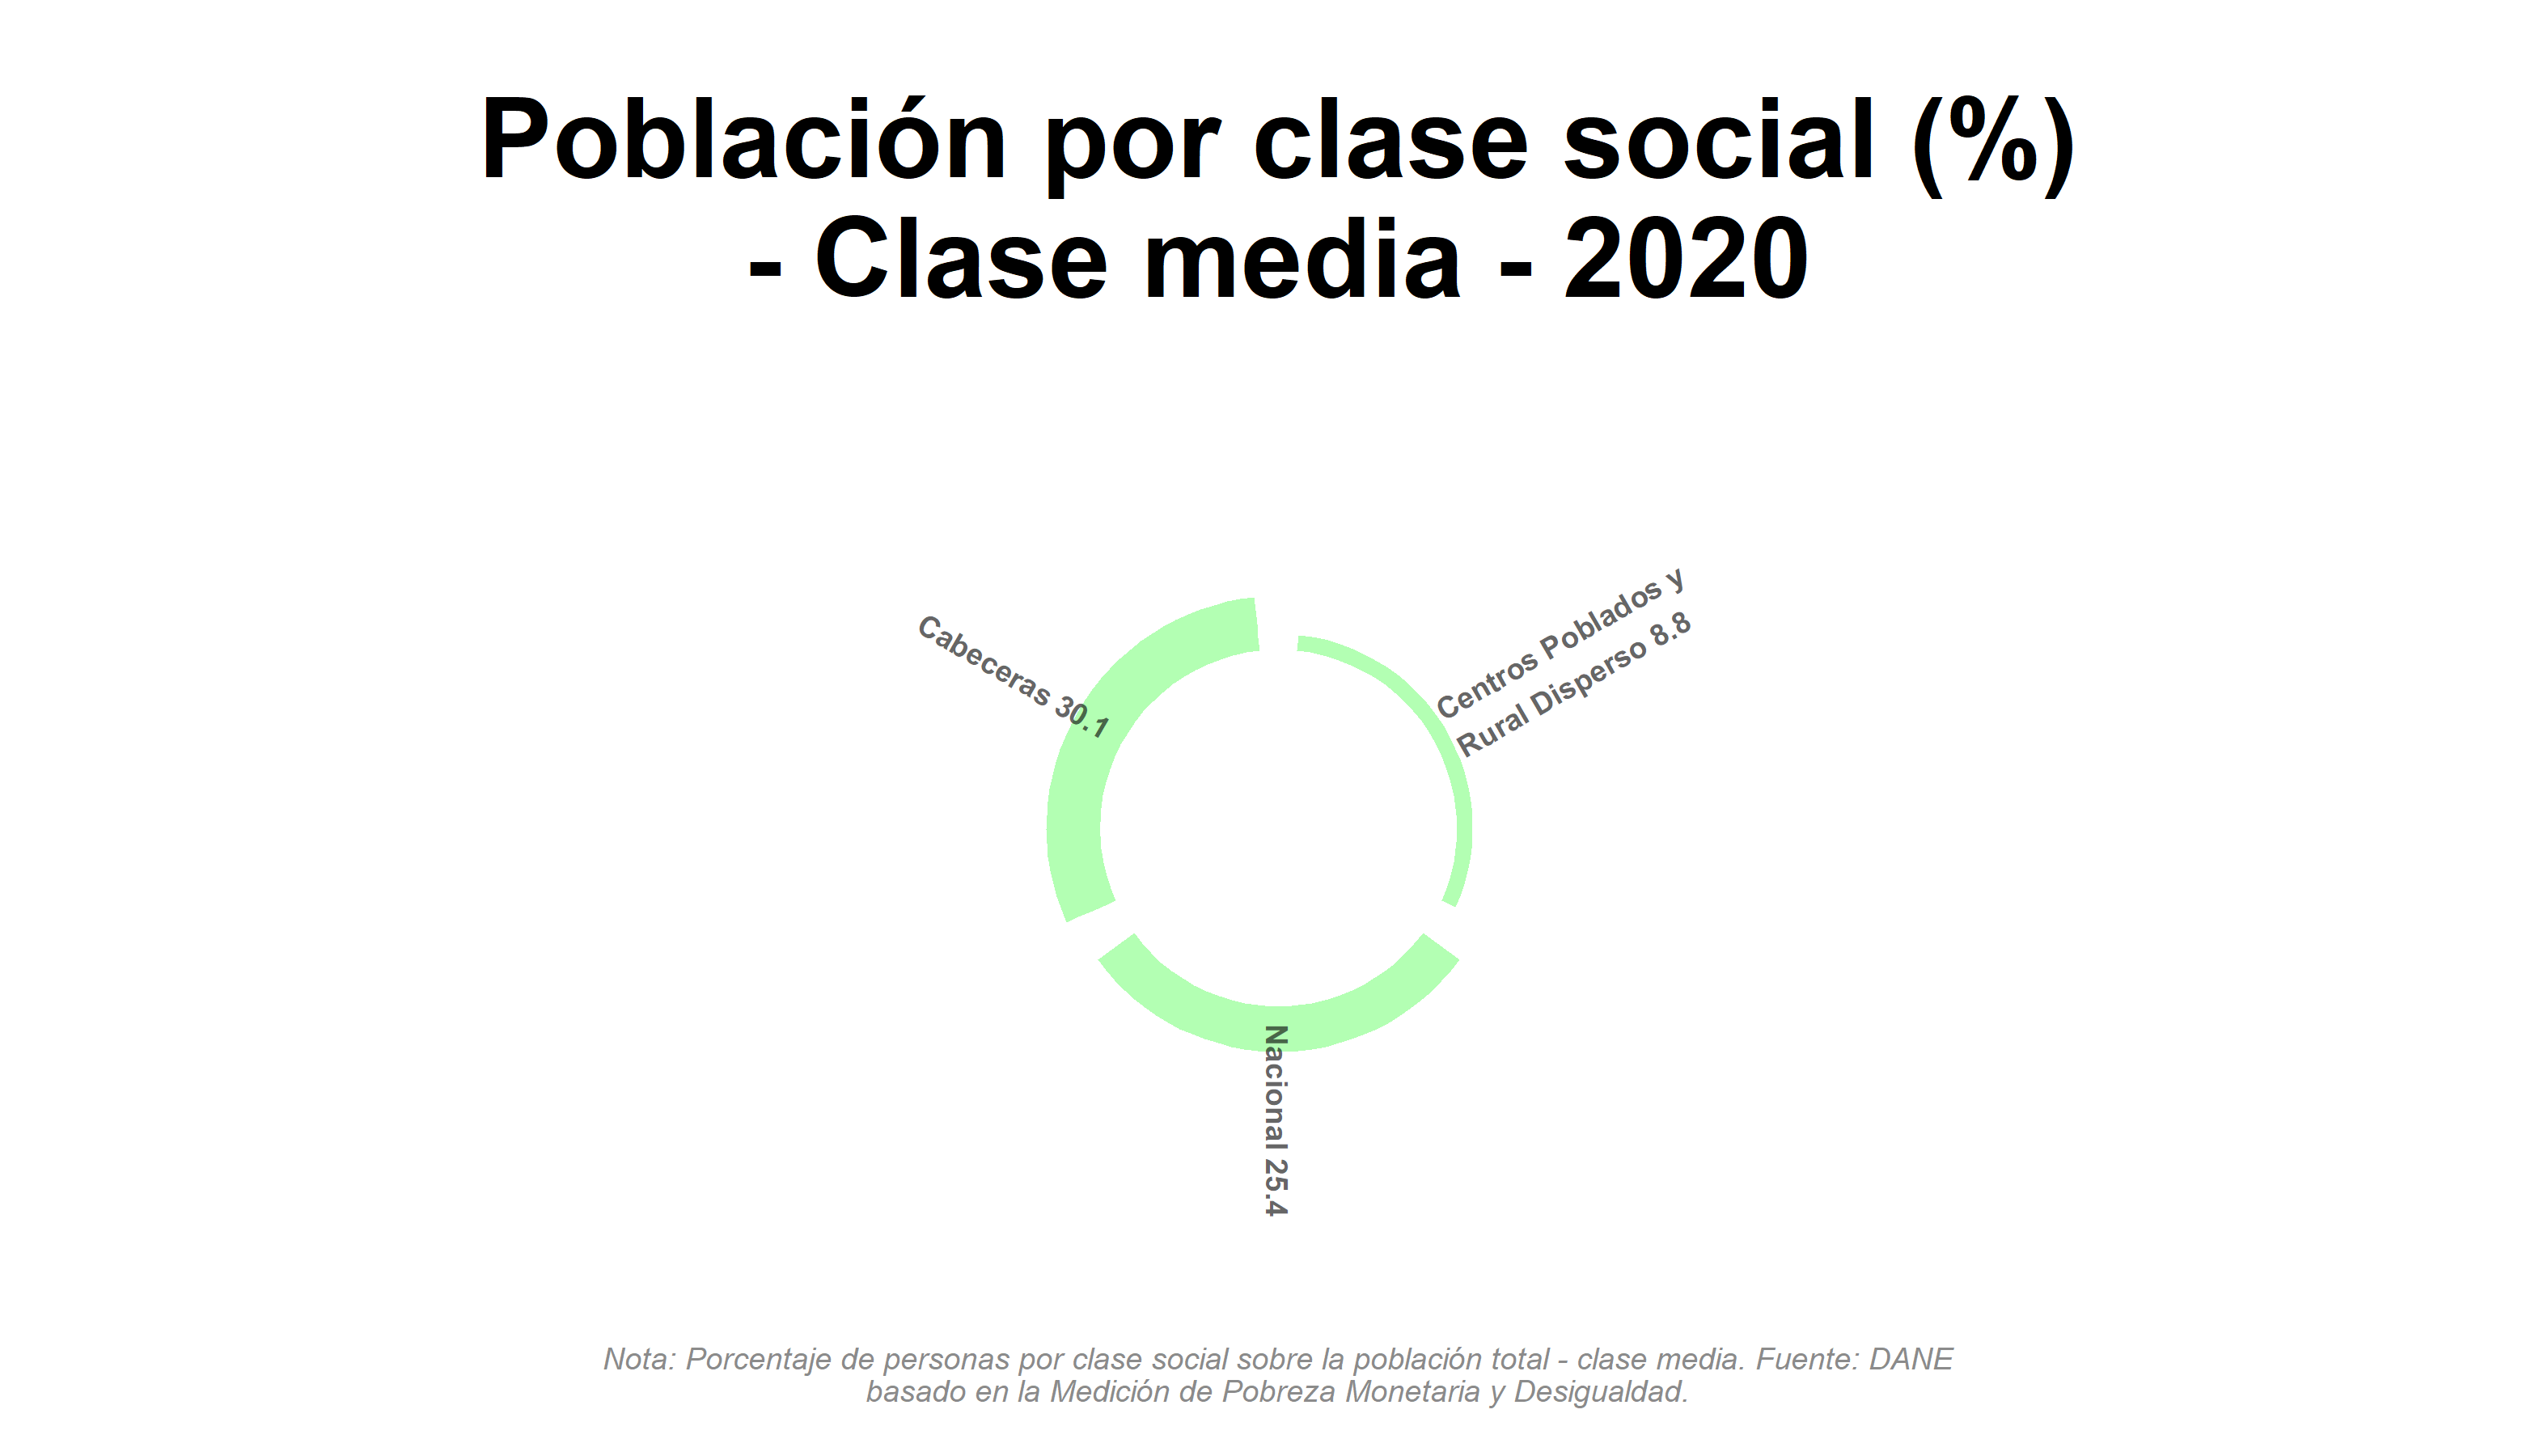 Población por clase social (%)
- Clase media - 2020
Cabeceras 30.1
Centros Poblados y
Rural Disperso 8.8
Nacional 25.4
Nota: Porcentaje de personas por clase social sobre la población total - clase media. Fuente: DANE
basado en la Medición de Pobreza Monetaria y Desigualdad.